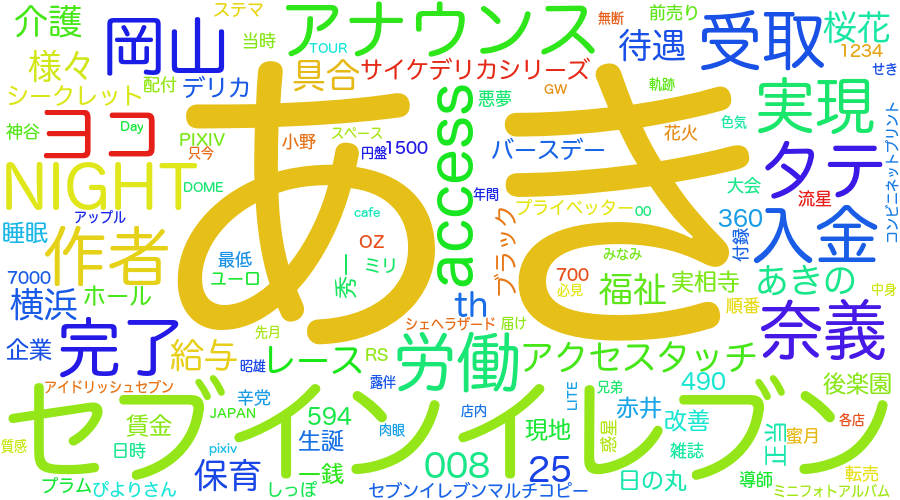 介護
ステマ
アナウンス
無断
前売り
桜花
岡山
当時
TOUR
待遇
受取
1234
様々
配付
デリカ
具合
サイケデリカシリーズ
せき
シークレット
GW
軌跡
実現
神谷
ヨコ
Day
PIXIV
只今
小野
スペース
円盤
1500
悪夢
access
バースデー
花火
色気
コンビニネットプリント
あき
NIGHT
DOME
年間
タテ
大会
流星
アップル
cafe
プライベッター
00
360
付録
入金
睡眠
作者
最低
OZ
ブラック
みなみ
7000
ユーロ
秀一
ミリ
700
必見
福祉
実相寺
あきの
中身
横浜
ホール
th
順番
奈義
完了
先月
シェヘラザード
届け
企業
給与
昭雄
レース
RS
労働
アクセスタッチ
アイドリッシュセブン
露伴
LITE
兄弟
490
後楽園
セブンイレブン
辛党
JAPAN
594
店内
赤井
改善
各店
賃金
質感
日時
pixiv
生誕
肉眼
現地
惑星
雑誌
正当
蜜月
保育
一銭
008
25
日の丸
導師
転売
プラム
ぴよりさん
しっぽ
セブンイレブンマルチコピー
ミニフォトアルバム